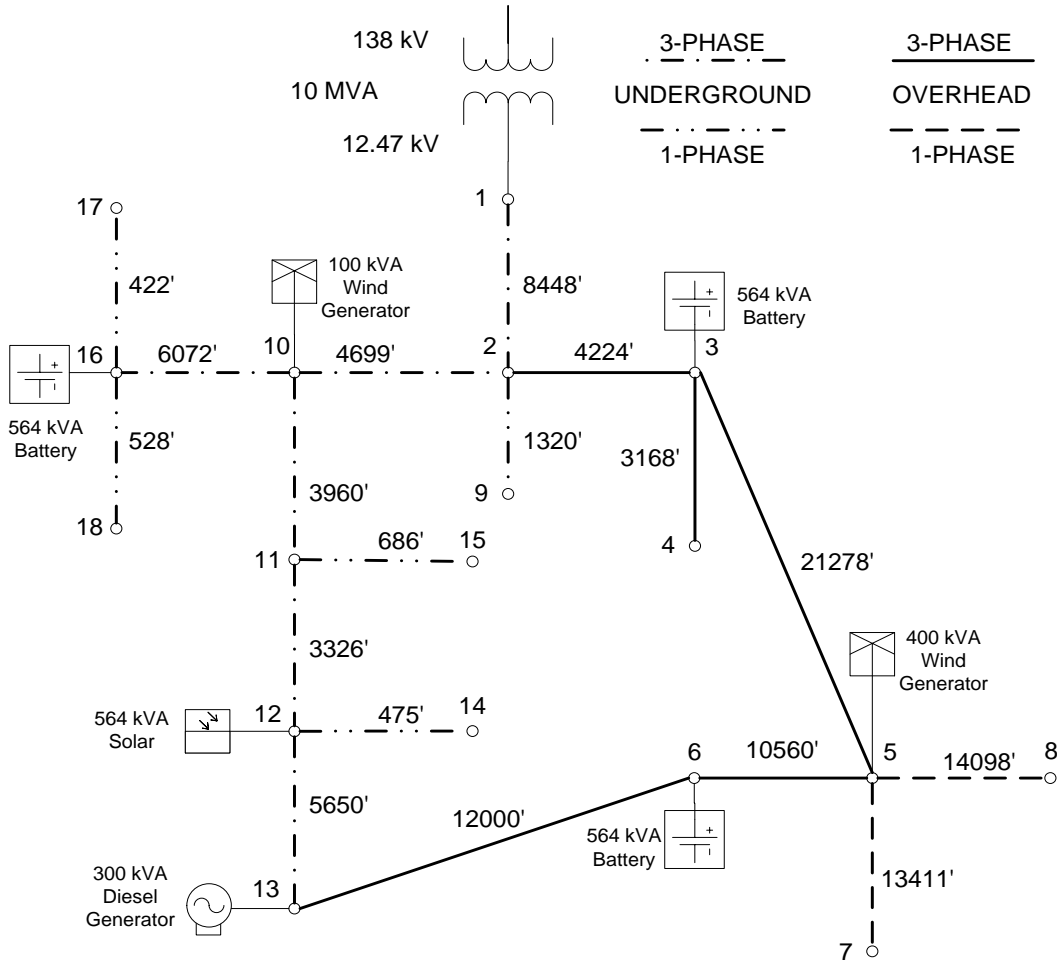 138 kV
10 MVA
12.47 kV
3-PHASE
UNDERGROUND
1-PHASE
3-PHASE
OVERHEAD
1-PHASE
1
17
422'
100 kVA
Wind
Generator
8448'
564 kVA
Battery
16
6072'
10
4699'
2
4224'
3
564 kVA
Battery
528'
1320'
3168'
18
3960'
9
4
11
686'
15
21278'
3326'
400 kVA
Wind
Generator
564 kVA
Solar
12
475'
14
6
10560'
5
14098'
8
5650'
12000'
564 kVA
Battery
300 kVA
Diesel
Generator
13
13411'
7
+
-
+
-
+
-